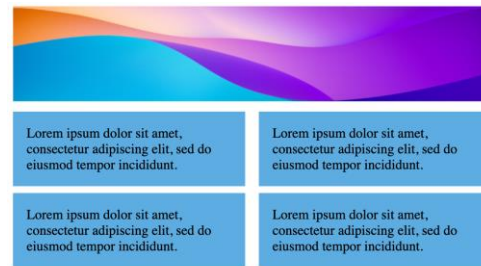 Lorem ipsum dolor sit amet,
consectetur adipiscing elit, sed do
eiusmod tempor incididunt.
Lorem ipsum dolor sit amet,
consectetur adipiscing elit, sed do
eiusmod tempor incididunt.
Lorem ipsum dolor sit amet,
consectetur adipiscing elit, sed do
eiusmod tempor incididunt.
Lorem ipsum dolor sit amet,
consectetur adipiscing elit, sed do
eiusmod tempor incididunt.